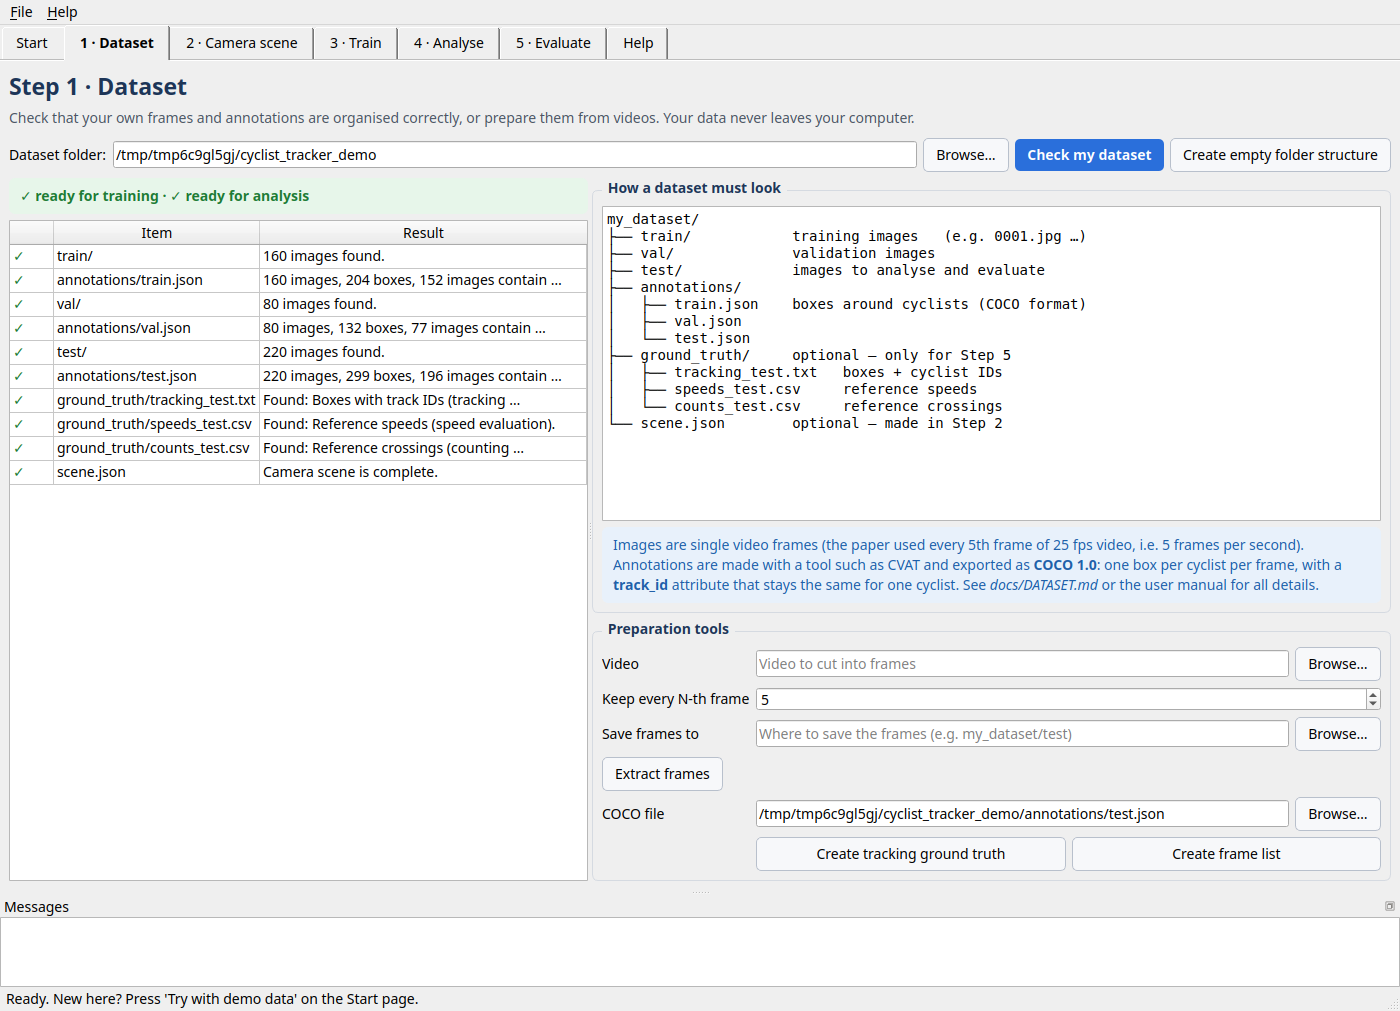 File Help
Start 1 · Dataset 2 · Camera scene 3 · Train 4 · Analyse 5 · Evaluate Help
Step 1 · Dataset
Check that your own frames and annotations are organised correctly, or prepare them from videos. Your data never leaves your computer.
Dataset folder: /tmp/tmp6c9gl5gj/cyclist_tracker_demo Browse... Check my dataset Create empty folder structure
✓ ready for training · ✓ ready for analysis
Item Result
✓ train/ 160 images found.
✓ annotations/train.json 160 images, 204 boxes, 152 images contain ...
✓ val/ 80 images found.
✓ annotations/val.json 80 images, 132 boxes, 77 images contain ...
✓ test/ 220 images found.
✓ annotations/test.json 220 images, 299 boxes, 196 images contain ...
✓ ground_truth/tracking_test.txt Found: Boxes with track IDs (tracking ...
✓ ground_truth/speeds_test.csv Found: Reference speeds (speed evaluation).
✓ ground_truth/counts_test.csv Found: Reference crossings (counting ...
✓ scene.json Camera scene is complete.
How a dataset must look
my_dataset/
├── train/ training images (e.g. 0001.jpg …)
├── val/ validation images
├── test/ images to analyse and evaluate
├── annotations/
│ ├── train.json boxes around cyclists (COCO format)
│ ├── val.json
│ └── test.json
├── ground_truth/ optional — only for Step 5
│ ├── tracking_test.txt boxes + cyclist IDs
│ ├── speeds_test.csv reference speeds
│ └── counts_test.csv reference crossings
└── scene.json optional — made in Step 2
Images are single video frames (the paper used every 5th frame of 25 fps video, i.e. 5 frames per second).
Annotations are made with a tool such as CVAT and exported as COCO 1.0: one box per cyclist per frame, with a
track_id attribute that stays the same for one cyclist. See docs/DATASET.md or the user manual for all details.
Preparation tools
Video Video to cut into frames Browse...
Keep every N-th frame 5
Save frames to Where to save the frames (e.g. my_dataset/test) Browse...
Extract frames
COCO file /tmp/tmp6c9gl5gj/cyclist_tracker_demo/annotations/test.json Browse...
Create tracking ground truth Create frame list
Messages
Ready. New here? Press 'Try with demo data' on the Start page.